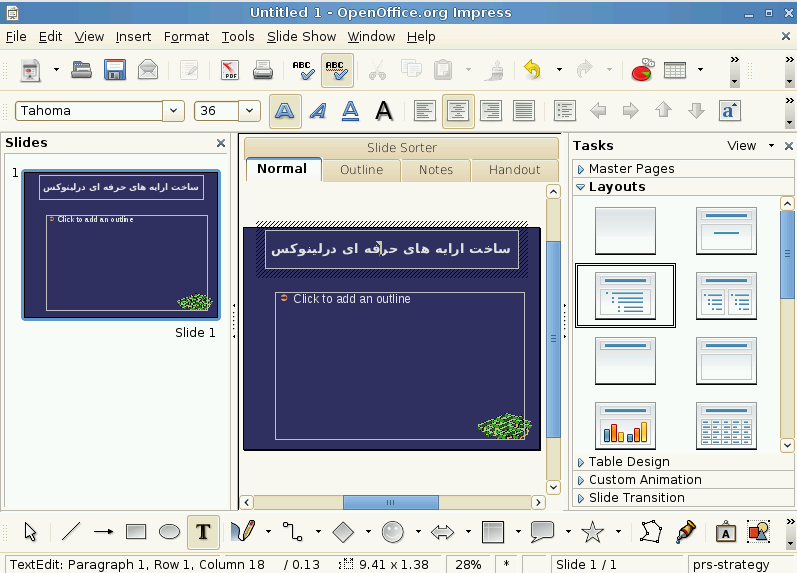 Untitled 1 - OpenOffice.org Impress
File Edit View Insert Format Tools Slide Show Window Help
PDF ABC ABC
Tahoma 36 A A A A a
Slides
1
ساخت ارایه های حرفه ای درلینوکس
Click to add an outline
Slide 1
Slide Sorter
Normal Outline Notes Handout
ساخت ارایه های حرفه ای درلینوکس
Click to add an outline
Tasks View
Master Pages
Layouts
Table Design
Custom Animation
Slide Transition
T A
TextEdit: Paragraph 1, Row 1, Column 18 / 0.13 9.41 x 1.38 28% * Slide 1 / 1 prs-strategy